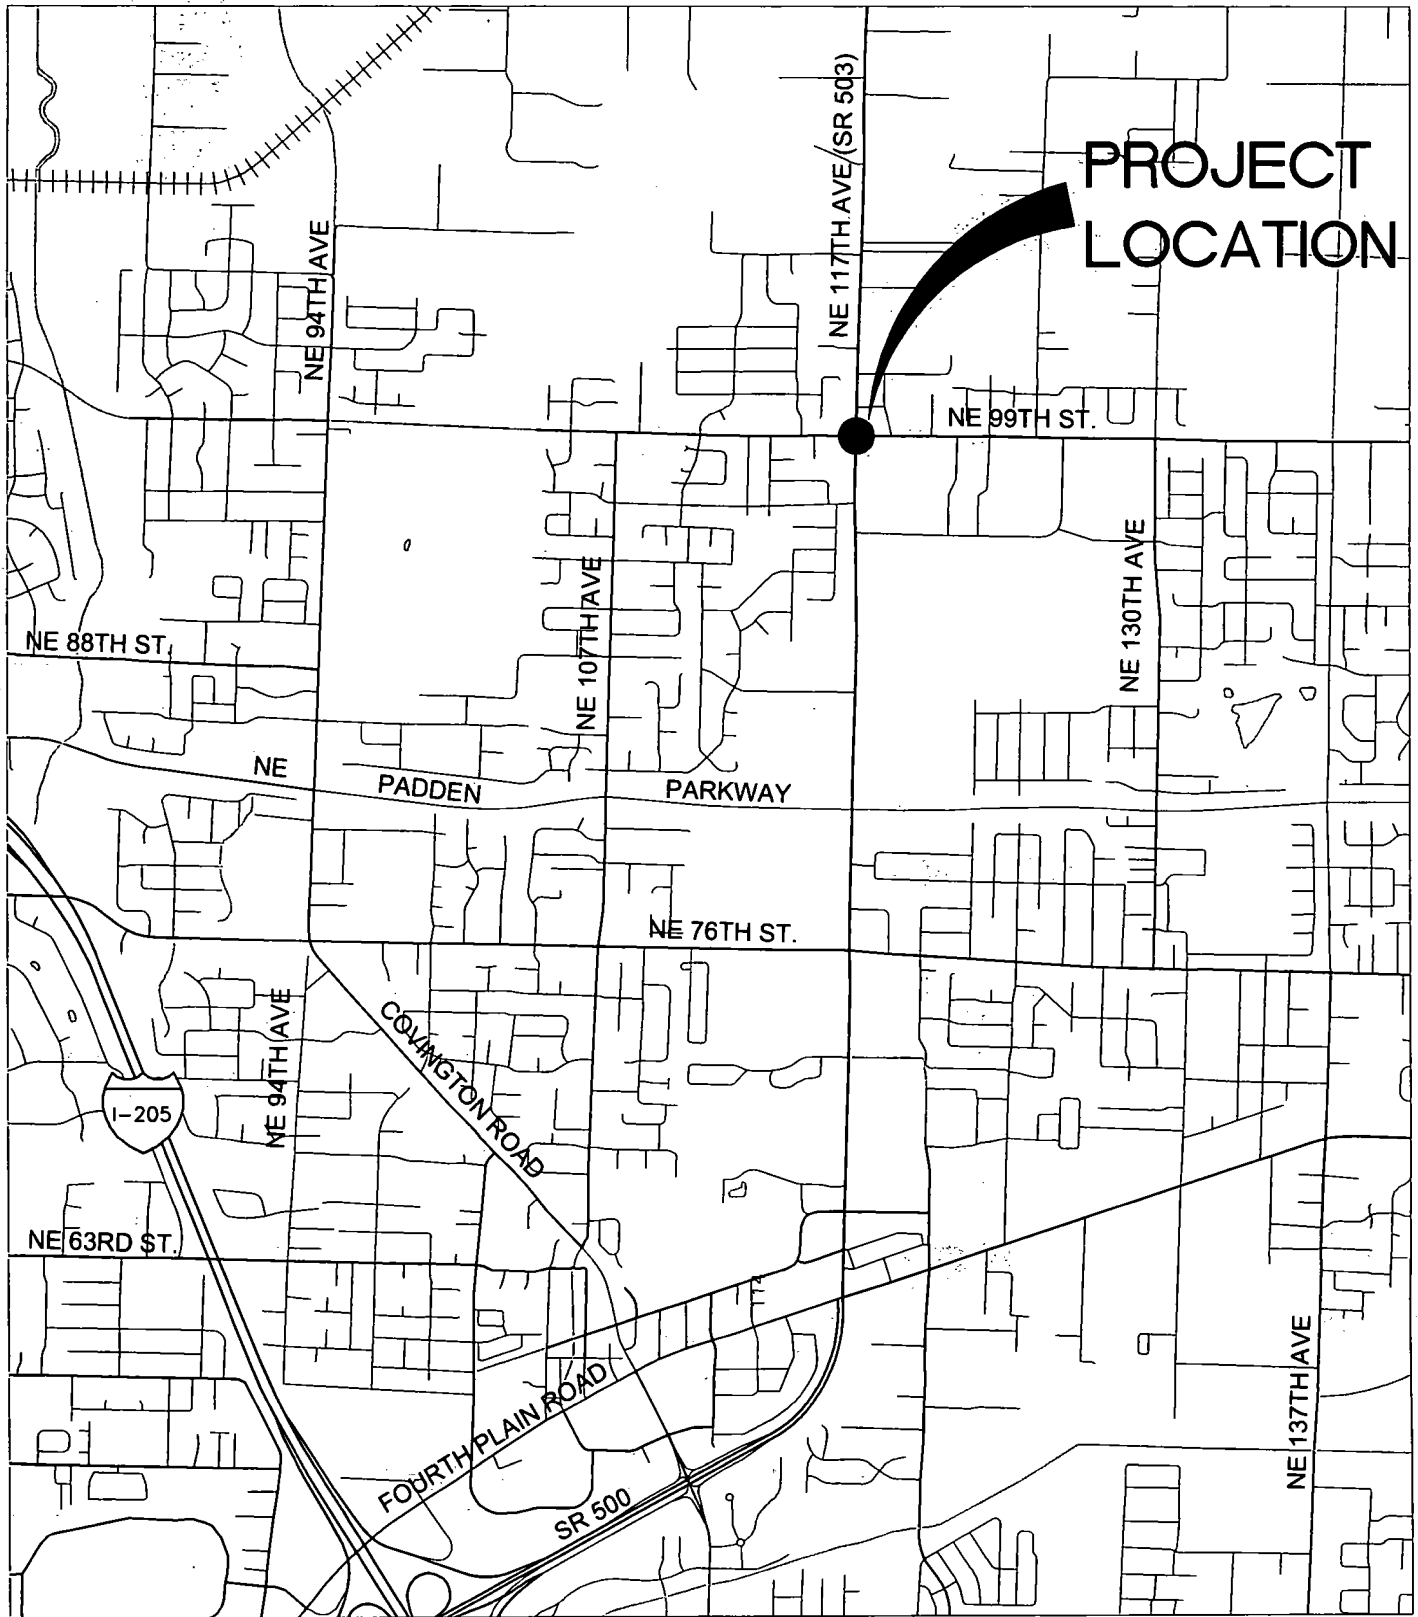 NE 117TH AVE (SR 503)
PROJECT
LOCATION
NE 94TH AVE
NE 99TH ST.
NE 107TH AVE
NE 130TH AVE
NE 88TH ST.
NE
PADDEN
PARKWAY
NE 76TH ST.
NE 94TH AVE
COVINGTON ROAD
I-205
NE 63RD ST.
NE 137TH AVE
FOURTH PLAIN ROAD
SR 500